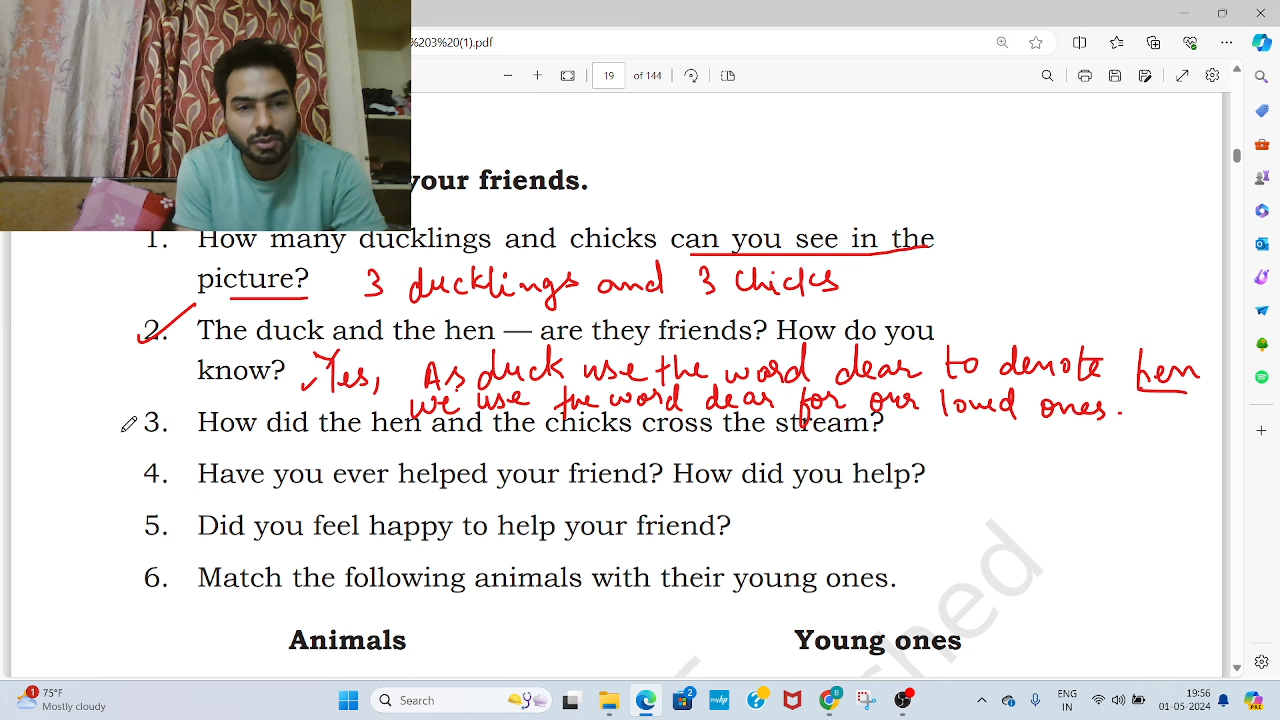 %203%20(1).pdf
19 of 144
your friends.
1. How many ducklings and chicks can you see in the
picture? 3 ducklings and 3 chicks
2. The duck and the hen — are they friends? How do you
know? Yes, As duck use the word dear to denote hen
we use the word dear for our loved ones.
3. How did the hen and the chicks cross the stream?
4. Have you ever helped your friend? How did you help?
5. Did you feel happy to help your friend?
6. Match the following animals with their young ones.
Animals Young ones
shed
1 75°F
Mostly cloudy
Search
2
myhp
ENG
IN
19:56
01-05-2024
PRE